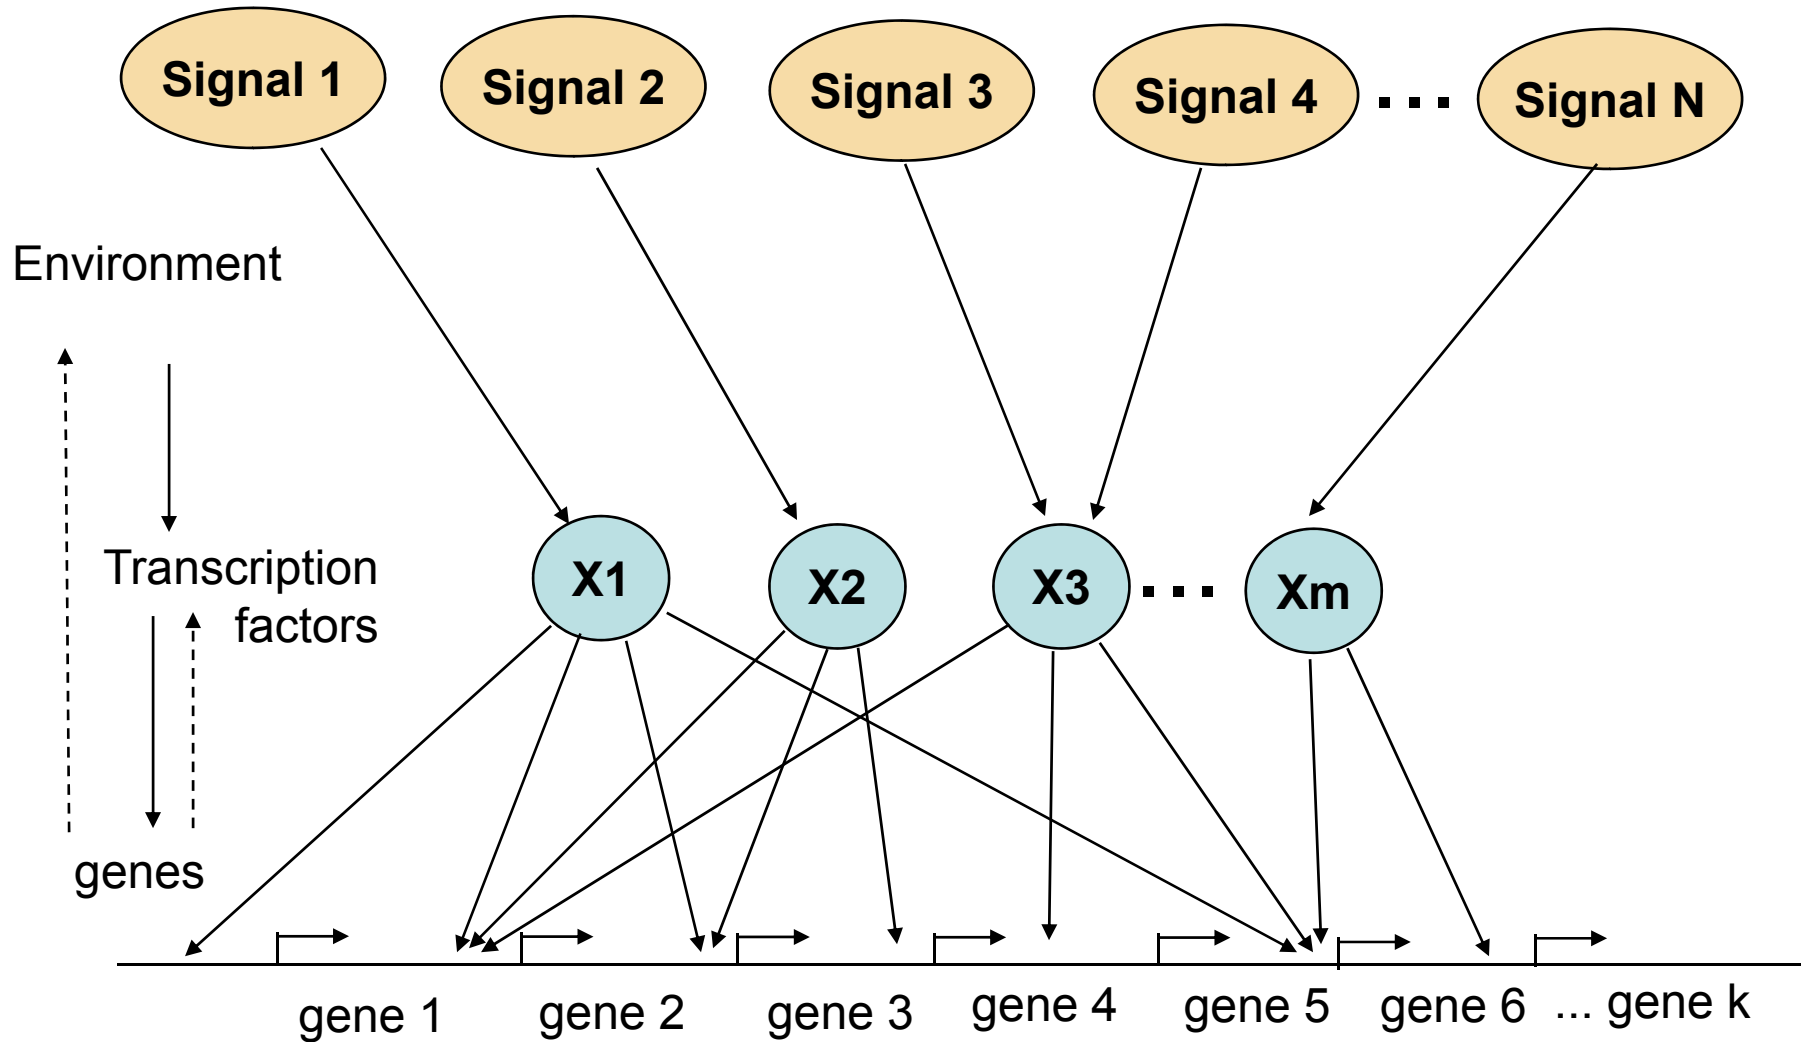 Signal 1
Signal 2
Signal 3
Signal 4
...
Signal N
Environment
Transcription
factors
X1
X2
X3
...
Xm
genes
gene 1
gene 2
gene 3
gene 4
gene 5
gene 6
... gene k